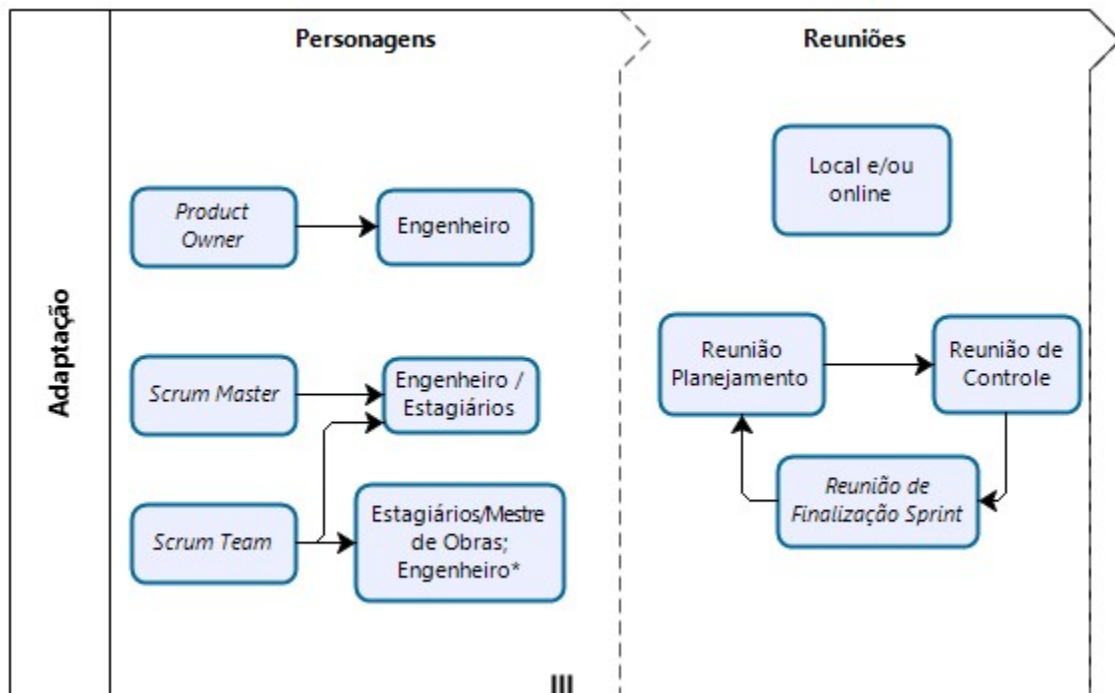 Personagens
Reuniões
Adaptação
Product
Owner
Engenheiro
Scrum Master
Engenheiro /
Estagiários
Scrum Team
Estagiários/Mestre
de Obras;
Engenheiro*
Local e/ou
online
Reunião
Planejamento
Reunião de
Controle
Reunião de
Finalização Sprint